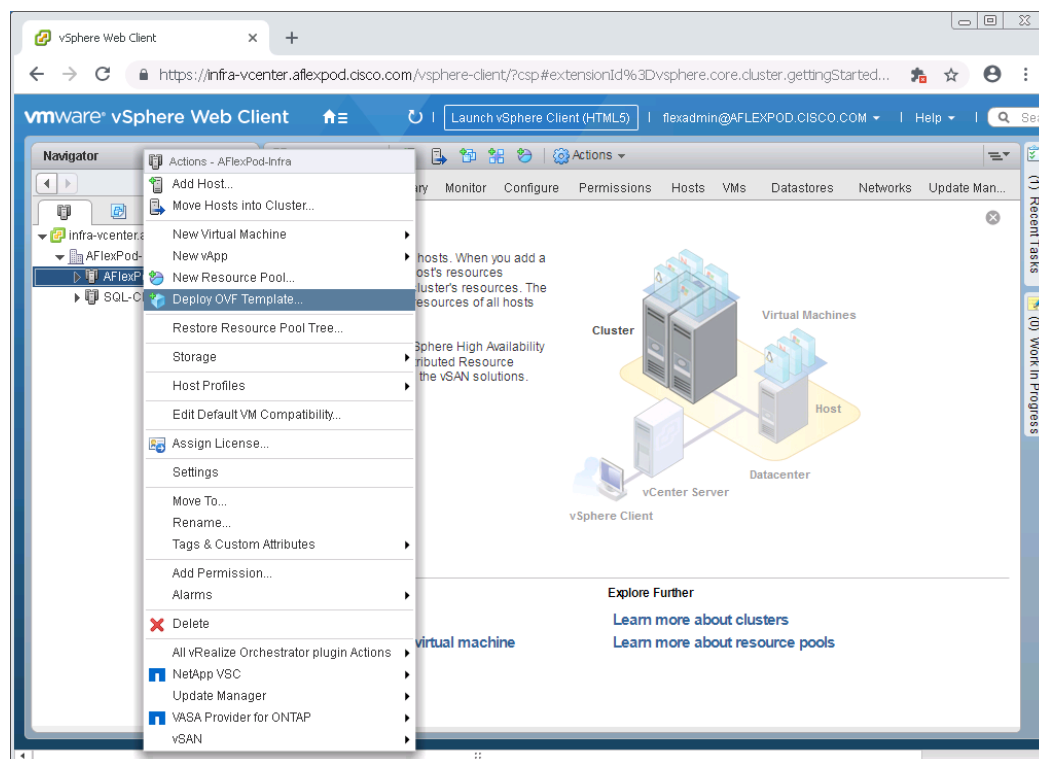 vSphere Web Client
https://infra-vcenter.aflexpod.cisco.com/vsphere-client/?csp#extensionId%3Dvsphere.core.cluster.gettingStarted...
vmware® vSphere Web Client
Launch vSphere Client (HTML5)
flexadmin@AFLEXPOD.CISCO.COM
Help
Sea
Navigator
Actions
Monitor Configure Permissions Hosts VMs Datastores Networks Update Man...
infra-vcenter.a
AFlexPod-
AFlexP
SQL-Cl
Actions - AFlexPod-Infra
Add Host...
Move Hosts into Cluster...
New Virtual Machine
New vApp
New Resource Pool...
Deploy OVF Template...
Restore Resource Pool Tree...
Storage
Host Profiles
Edit Default VM Compatibility...
Assign License...
Settings
Move To...
Rename...
Tags & Custom Attributes
Add Permission...
Alarms
Delete
All vRealize Orchestrator plugin Actions
NetApp VSC
Update Manager
VASA Provider for ONTAP
vSAN
hosts. When you add a
ost's resources
luster's resources. The
esources of all hosts
Sphere High Availability
ributed Resource
the vSAN solutions.
Cluster
Virtual Machines
Host
Datacenter
vCenter Server
vSphere Client
virtual machine
Explore Further
Learn more about clusters
Learn more about resource pools
(1) Recent Tasks
(0) Work In Progress